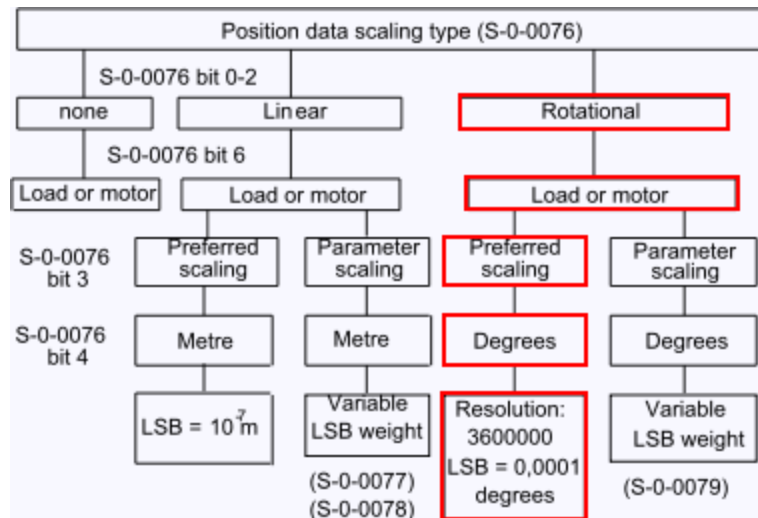 Position data scaling type (S-0-0076)
S-0-0076 bit 0-2
none
Linear
Rotational
S-0-0076 bit 6
Load or motor
Load or motor
Load or motor
S-0-0076
bit 3
Preferred
scaling
Parameter
scaling
Preferred
scaling
Parameter
scaling
S-0-0076
bit 4
Metre
Metre
Degrees
Degrees
LSB = 10⁻⁷m
Variable
LSB weight
(S-0-0077)
(S-0-0078)
Resolution:
3600000
LSB = 0,0001
degrees
Variable
LSB weight
(S-0-0079)